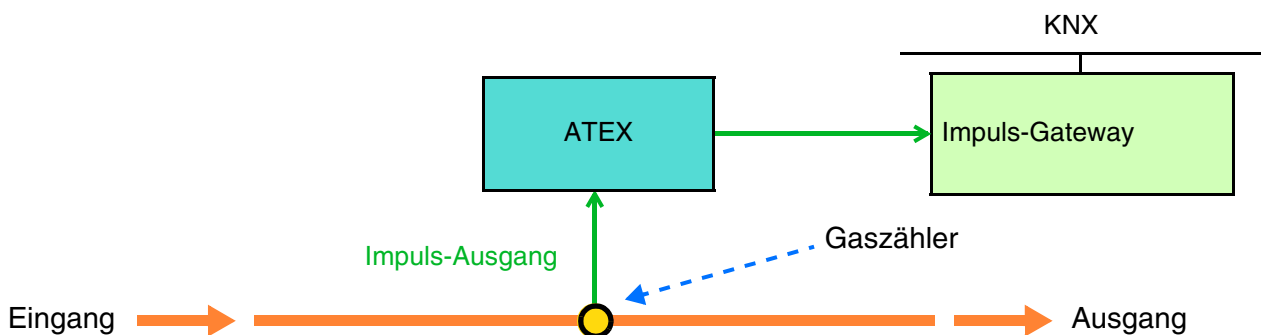 KNX
ATEX
Impuls-Gateway
Gaszähler
Impuls-Ausgang
Eingang
Ausgang